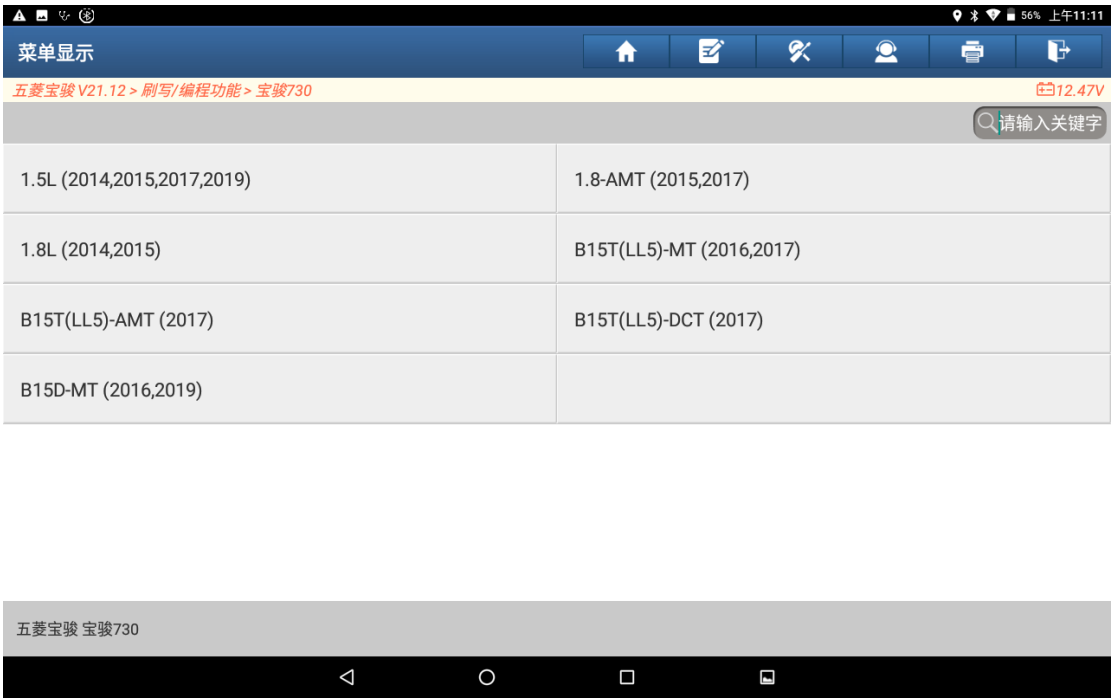 56% 上午11:11
菜单显示
五菱宝骏 V21.12 > 刷写/编程功能 > 宝骏730 12.47V
请输入关键字
1.5L (2014,2015,2017,2019) 1.8-AMT (2015,2017)
1.8L (2014,2015) B15T(LL5)-MT (2016,2017)
B15T(LL5)-AMT (2017) B15T(LL5)-DCT (2017)
B15D-MT (2016,2019)
五菱宝骏 宝骏730